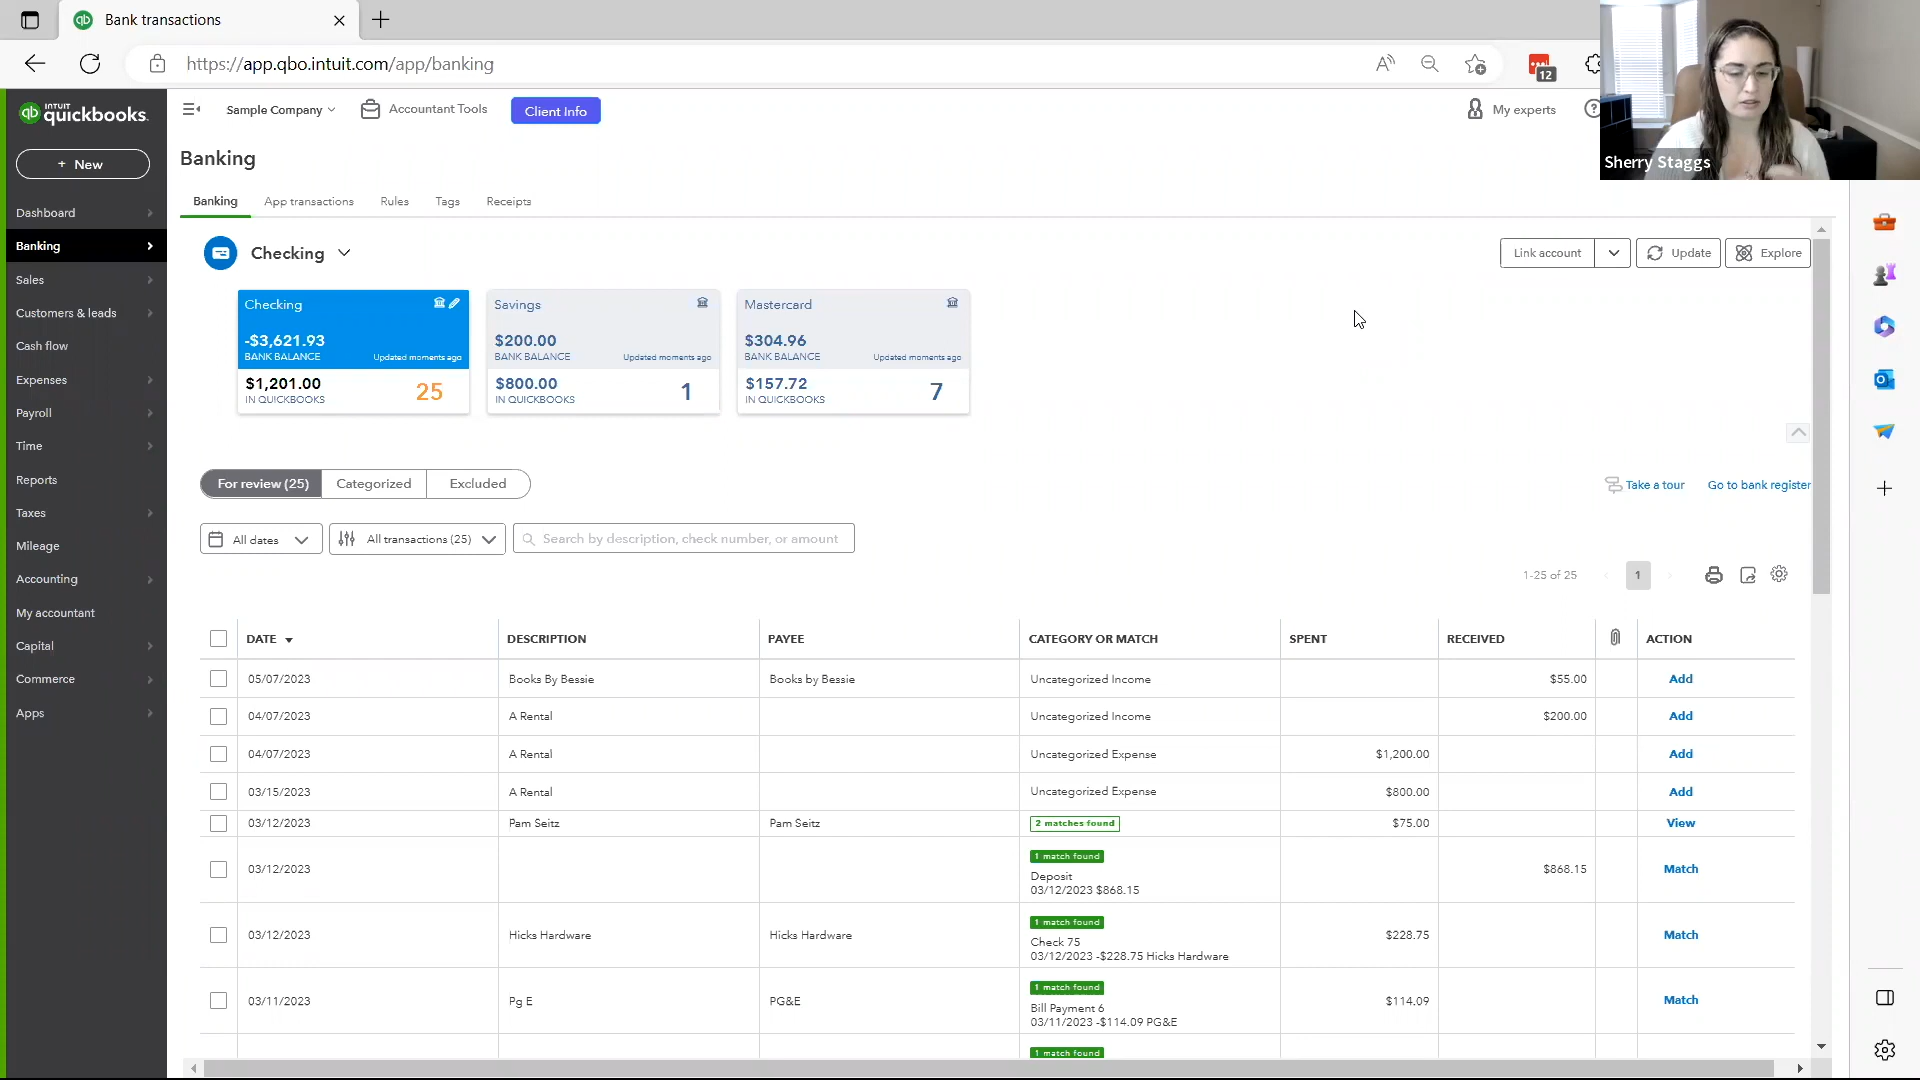 Bank transactions
https://app.qbo.intuit.com/app/banking
12
INTUIT
quickbooks.
Sample Company
Accountant Tools
Client Info
My experts
Sherry Staggs
+ New
Dashboard
Banking
Sales
Customers & leads
Cash flow
Expenses
Payroll
Time
Reports
Taxes
Mileage
Accounting
My accountant
Capital
Commerce
Apps
Banking
Banking App transactions Rules Tags Receipts
Checking
Link account Update Explore
Checking
-$3,621.93
BANK BALANCE Updated moments ago
$1,201.00
IN QUICKBOOKS 25
Savings
$200.00
BANK BALANCE Updated moments ago
$800.00
IN QUICKBOOKS 1
Mastercard
$304.96
BANK BALANCE Updated moments ago
$157.72
IN QUICKBOOKS 7
For review (25) Categorized Excluded
Take a tour Go to bank register
All dates All transactions (25) Search by description, check number, or amount
1-25 of 25 1
DATE DESCRIPTION PAYEE CATEGORY OR MATCH SPENT RECEIVED ACTION
05/07/2023 Books By Bessie Books by Bessie Uncategorized Income $55.00 Add
04/07/2023 A Rental Uncategorized Income $200.00 Add
04/07/2023 A Rental Uncategorized Expense $1,200.00 Add
03/15/2023 A Rental Uncategorized Expense $800.00 Add
03/12/2023 Pam Seitz Pam Seitz 2 matches found $75.00 View
1 match found
03/12/2023 Deposit $868.15 Match
03/12/2023 $868.15
1 match found
03/12/2023 Hicks Hardware Hicks Hardware Check 75 $228.75 Match
03/12/2023 -$228.75 Hicks Hardware
1 match found
03/11/2023 Pg E PG&E Bill Payment 6 $114.09 Match
03/11/2023 -$114.09 PG&E
1 match found